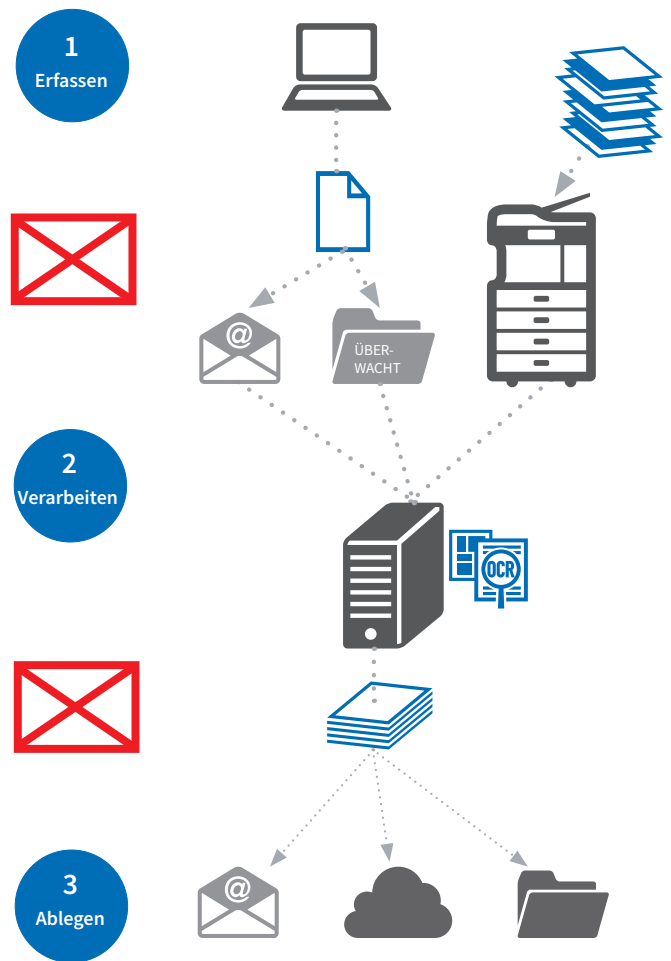 1
Erfassen
@
ÜBER-
WACHT
2
Verarbeiten
OCR
3
Ablegen
@